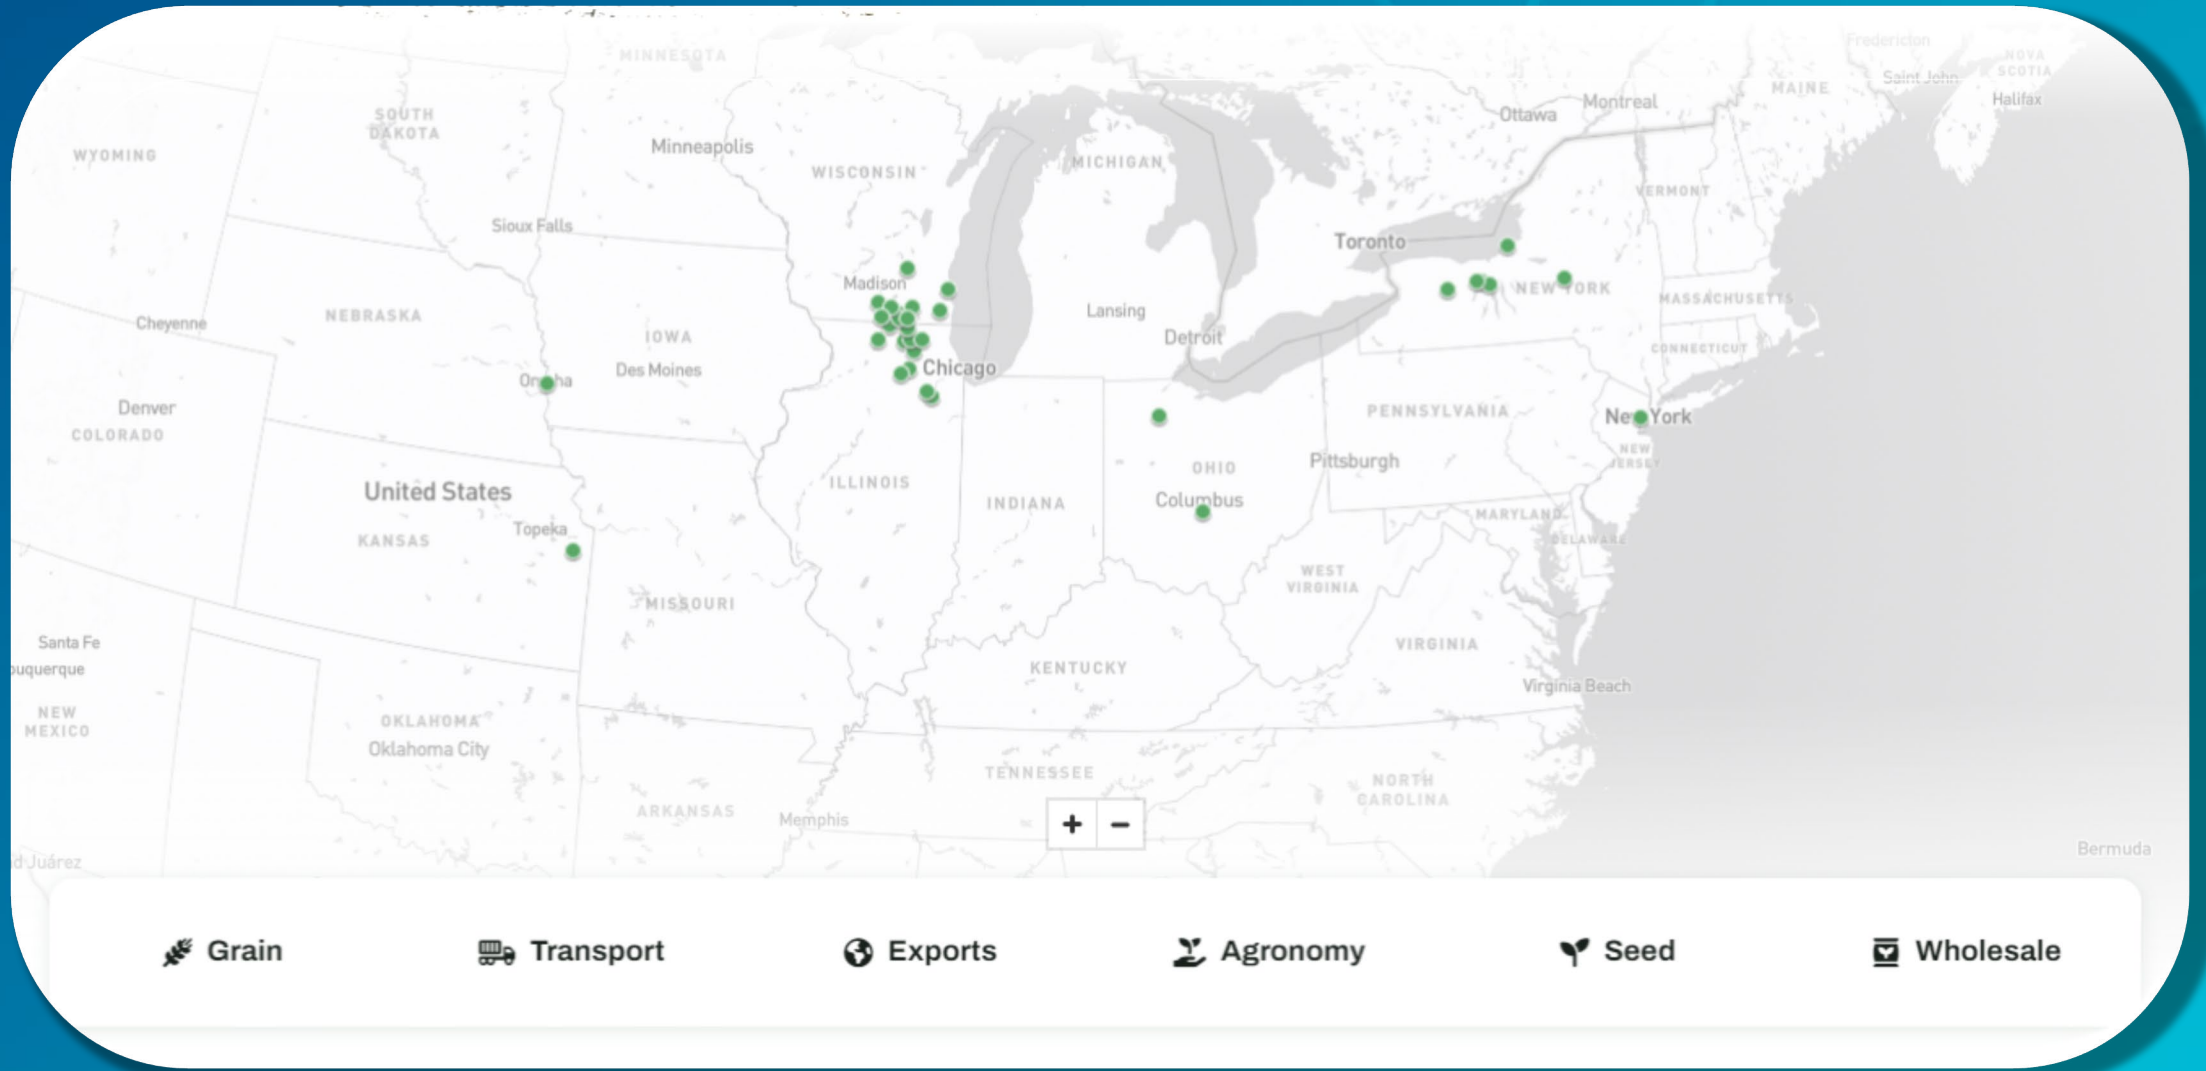 MINNESOTA
Fredericton
NOVA
SCOTIA
Saint John
MAINE
Halifax
Montreal
Ottawa
SOUTH
DAKOTA
WYOMING
Minneapolis
WISCONSIN
MICHIGAN
VERMONT
Sioux Falls
Toronto
Madison
NEW YORK
MASSACHUSETTS
NEBRASKA
Cheyenne
IOWA
Lansing
Detroit
CONNECTICUT
Des Moines
Chicago
Omaha
Denver
COLORADO
PENNSYLVANIA
New York
NEW
JERSEY
Pittsburgh
OHIO
Columbus
United States
ILLINOIS
INDIANA
MARYLAND
DELAWARE
Topeka
KANSAS
WEST
VIRGINIA
MISSOURI
Santa Fe
buquerque
VIRGINIA
KENTUCKY
Virginia Beach
NEW
MEXICO
OKLAHOMA
Oklahoma City
TENNESSEE
NORTH
CAROLINA
ARKANSAS
Memphis
+ −
d Juárez
Bermuda
Grain
Transport
Exports
Agronomy
Seed
Wholesale